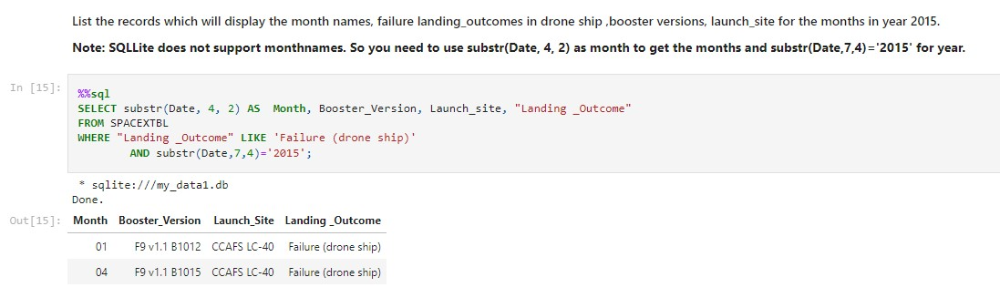 List the records which will display the month names, failure landing_outcomes in drone ship ,booster versions, launch_site for the months in year 2015.
Note: SQLLite does not support monthnames. So you need to use substr(Date, 4, 2) as month to get the months and substr(Date,7,4)='2015' for year.
In [15]:
%%sql
SELECT substr(Date, 4, 2) AS  Month, Booster_Version, Launch_site, "Landing _Outcome"
FROM SPACEXTBL
WHERE "Landing _Outcome" LIKE 'Failure (drone ship)'
AND substr(Date,7,4)='2015';
* sqlite:///my_data1.db
Done.
Out[15]: Month Booster_Version Launch_Site Landing _Outcome
01 F9 v1.1 B1012 CCAFS LC-40 Failure (drone ship)
04 F9 v1.1 B1015 CCAFS LC-40 Failure (drone ship)